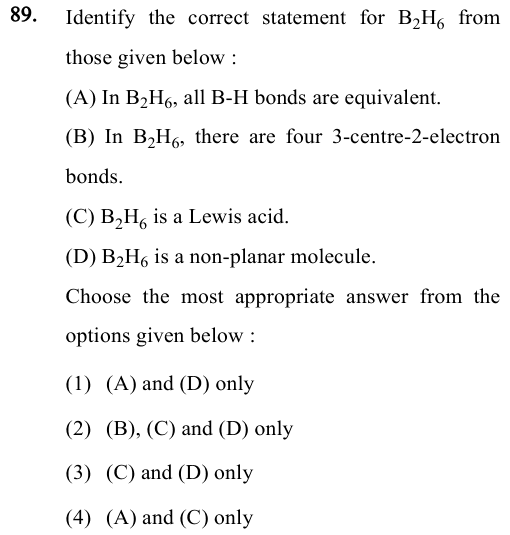 89. Identify the correct statement for B₂H₆ from
those given below :
(A) In B₂H₆, all B-H bonds are equivalent.
(B) In B₂H₆, there are four 3-centre-2-electron
bonds.
(C) B₂H₆ is a Lewis acid.
(D) B₂H₆ is a non-planar molecule.
Choose the most appropriate answer from the
options given below :
(1) (A) and (D) only
(2) (B), (C) and (D) only
(3) (C) and (D) only
(4) (A) and (C) only